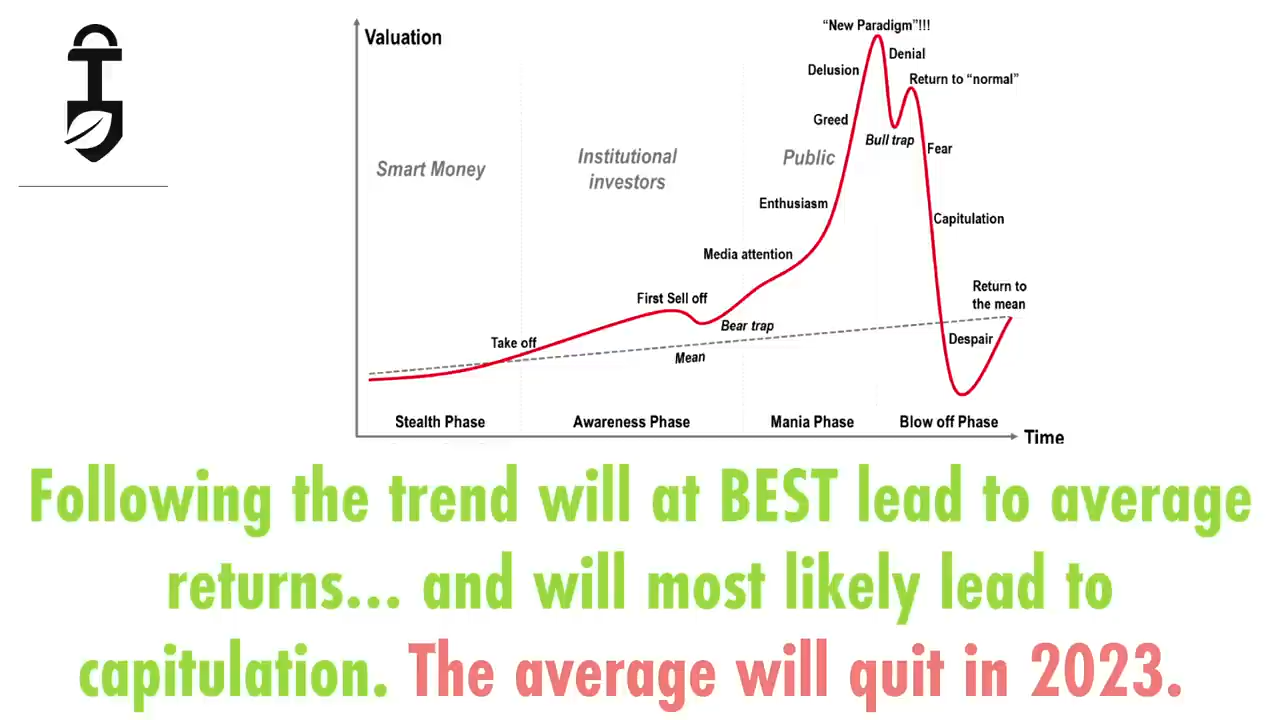 Valuation
"New Paradigm"!!!
Denial
Delusion
Return to "normal"
Greed
Bull trap
Fear
Smart Money
Institutional
investors
Public
Enthusiasm
Capitulation
Media attention
First Sell off
Return to
the mean
Bear trap
Take off
Mean
Despair
Stealth Phase
Awareness Phase
Mania Phase
Blow off Phase
Time
Following the trend will at BEST lead to average
returns... and will most likely lead to
capitulation. The average will quit in 2023.